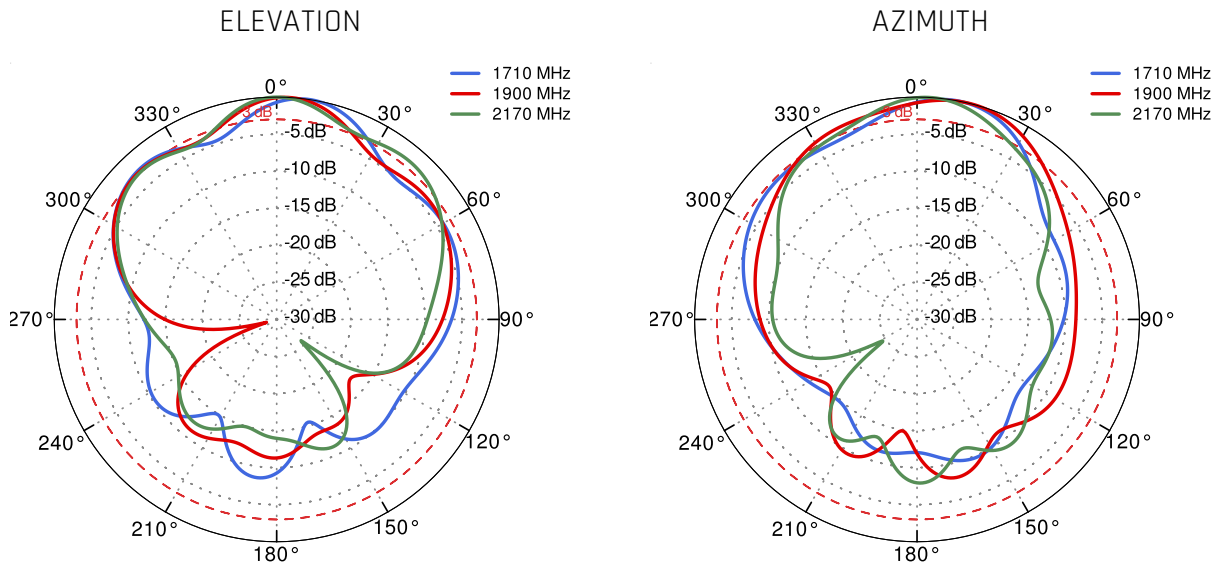 ELEVATION
1710 MHz
1900 MHz
2170 MHz
0°
30°
60°
90°
120°
150°
180°
210°
240°
270°
300°
330°
3 dB
-5 dB
-10 dB
-15 dB
-20 dB
-25 dB
-30 dB
AZIMUTH
1710 MHz
1900 MHz
2170 MHz
0°
30°
60°
90°
120°
150°
180°
210°
240°
270°
300°
330°
3 dB
-5 dB
-10 dB
-15 dB
-20 dB
-25 dB
-30 dB